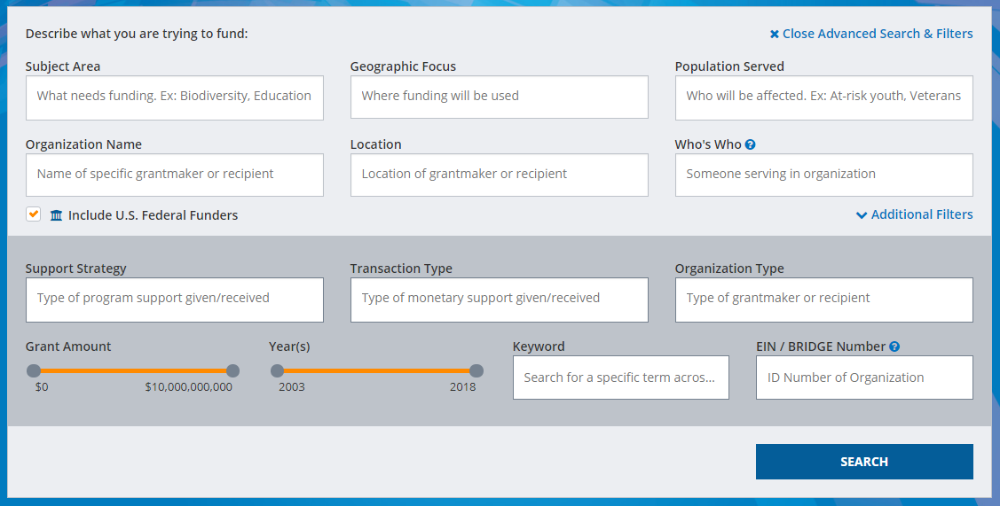 Describe what you are trying to fund:
Close Advanced Search & Filters
Subject Area
Geographic Focus
Population Served
What needs funding. Ex: Biodiversity, Education
Where funding will be used
Who will be affected. Ex: At-risk youth, Veterans
Organization Name
Location
Who's Who
Name of specific grantmaker or recipient
Location of grantmaker or recipient
Someone serving in organization
Include U.S. Federal Funders
Additional Filters
Support Strategy
Transaction Type
Organization Type
Type of program support given/received
Type of monetary support given/received
Type of grantmaker or recipient
Grant Amount
Year(s)
Keyword
EIN / BRIDGE Number
Search for a specific term acros...
ID Number of Organization
$0
$10,000,000,000
2003
2018
SEARCH